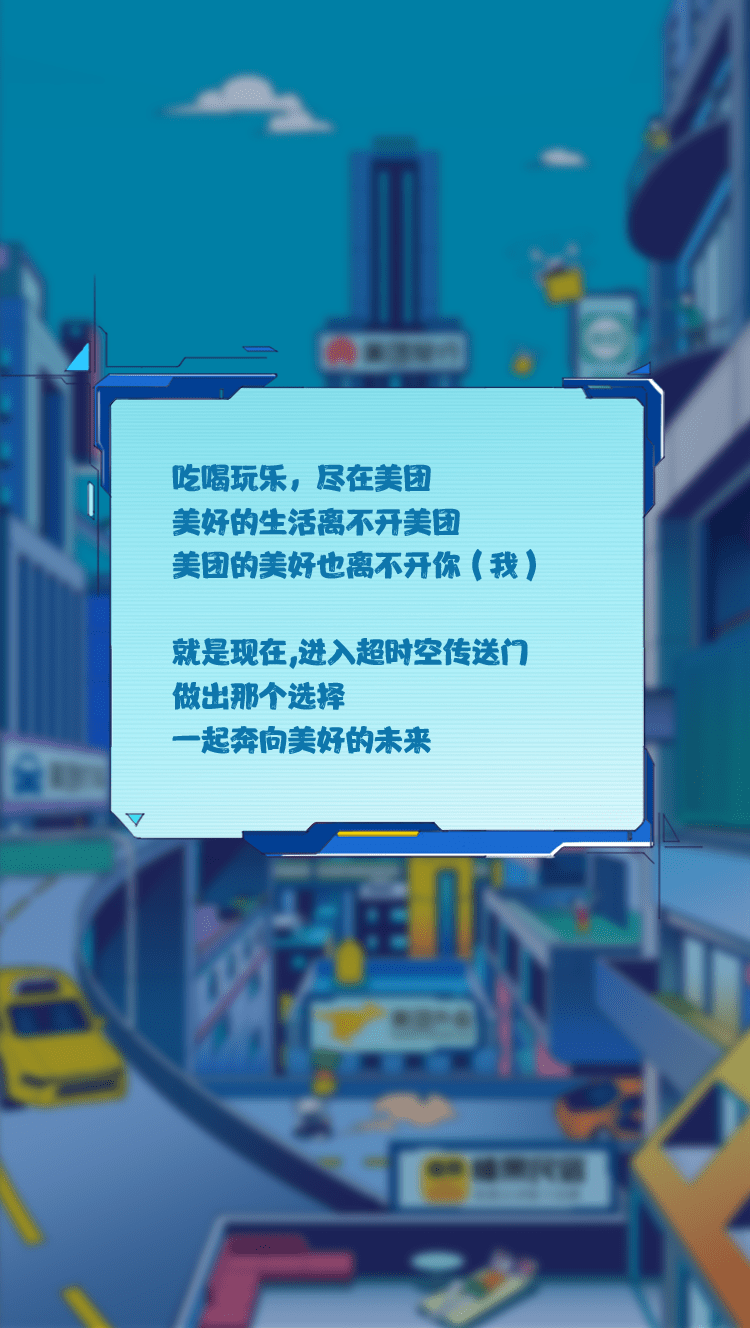 吃喝玩乐，尽在美团
美好的生活离不开美团
美团的美好也离不开你（我）
就是现在,进入超时空传送门
做出那个选择
一起奔向美好的未来